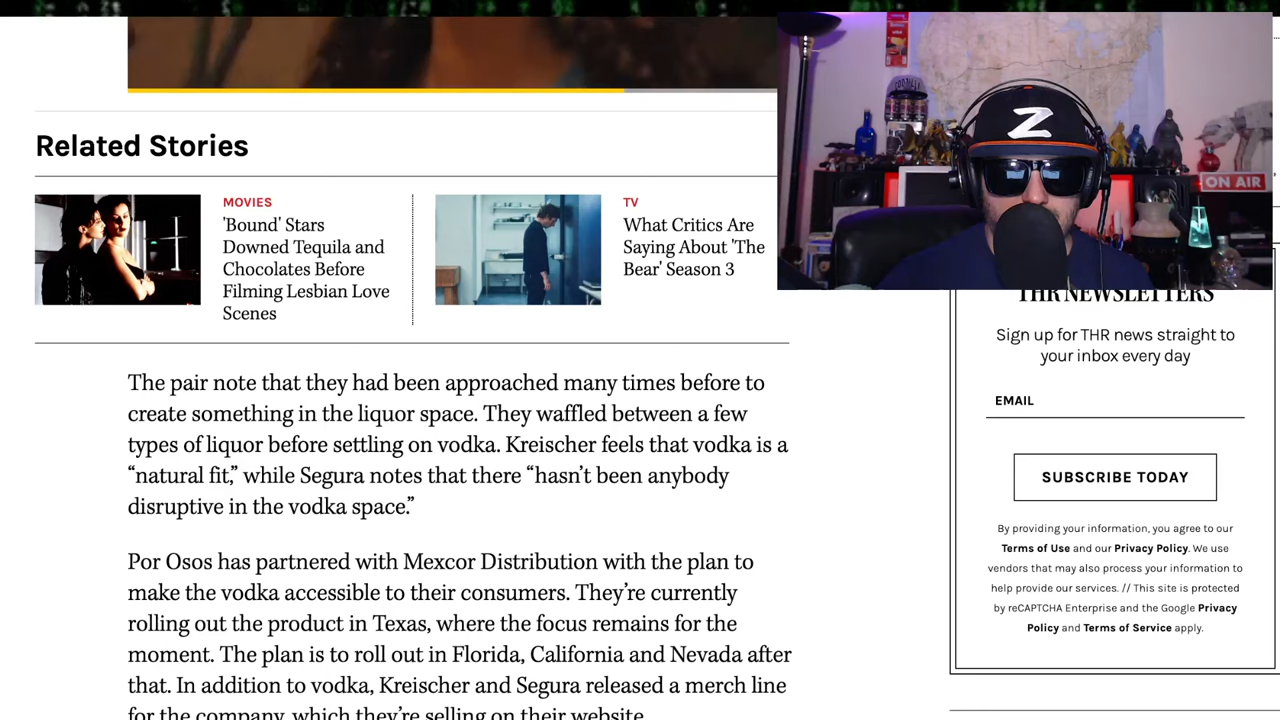 Related Stories
MOVIES
'Bound' Stars
Downed Tequila and
Chocolates Before
Filming Lesbian Love
Scenes
TV
What Critics Are
Saying About 'The
Bear' Season 3
The pair note that they had been approached many times before to
create something in the liquor space. They waffled between a few
types of liquor before settling on vodka. Kreischer feels that vodka is a
“natural fit,” while Segura notes that there “hasn’t been anybody
disruptive in the vodka space.”
Por Osos has partnered with Mexcor Distribution with the plan to
make the vodka accessible to their consumers. They’re currently
rolling out the product in Texas, where the focus remains for the
moment. The plan is to roll out in Florida, California and Nevada after
that. In addition to vodka, Kreischer and Segura released a merch line
for the company, which they’re selling on their website.
Z
ON AIR
THR NEWSLETTERS
Sign up for THR news straight to
your inbox every day
EMAIL
SUBSCRIBE TODAY
By providing your information, you agree to our
Terms of Use and our Privacy Policy. We use
vendors that may also process your information to
help provide our services. // This site is protected
by reCAPTCHA Enterprise and the Google Privacy
Policy and Terms of Service apply.